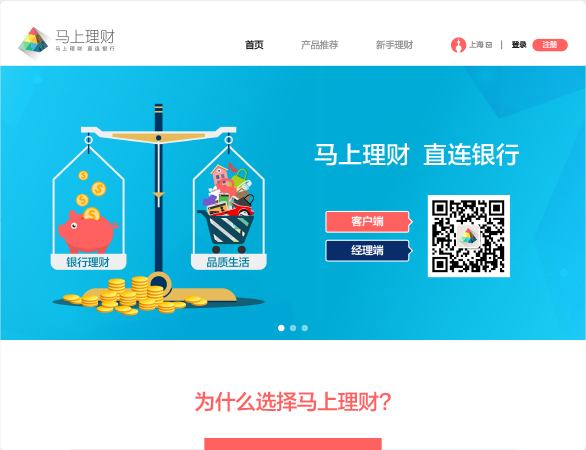 马上理财
马上理财 直连银行
首页
产品推荐
新手理财
上海
登录
注册
马上理财 直连银行
客户端
经理端
银行理财
品质生活
为什么选择马上理财?